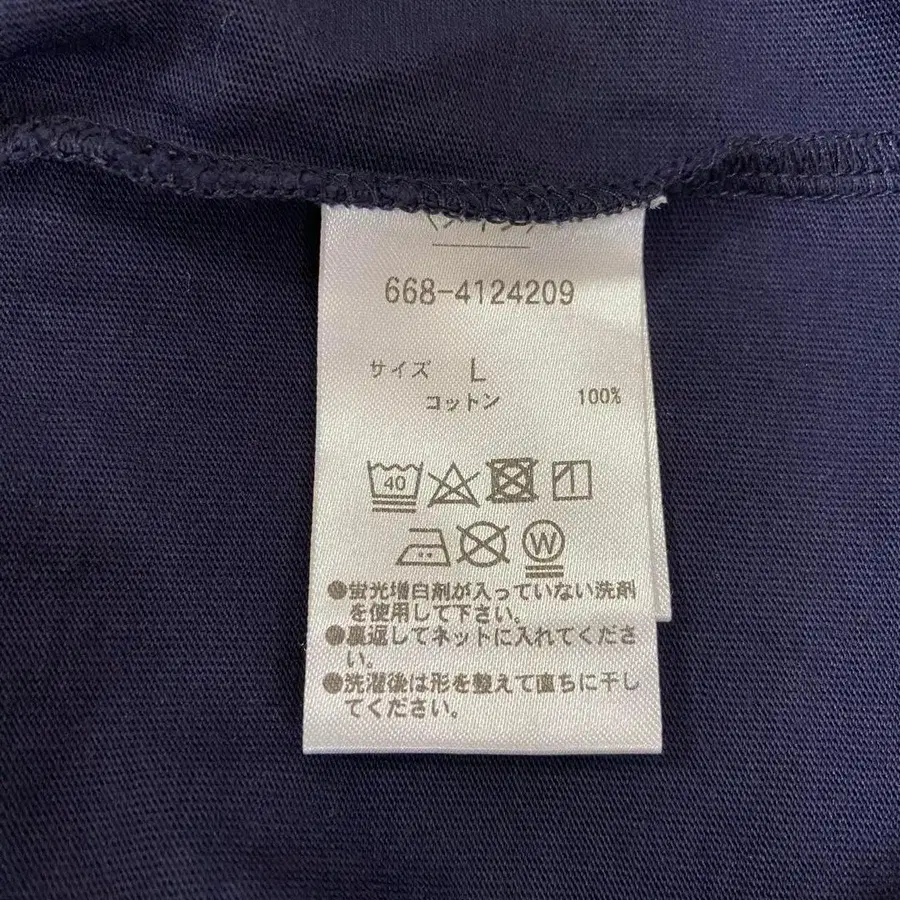 668-4124209
サイズ L
コットン 100%
40
W
●蛍光増白剤が入っていない洗剤
を使用して下さい。
●裏返してネットに入れてくださ
い。
●洗濯後は形を整えて直ちに干し
てください。